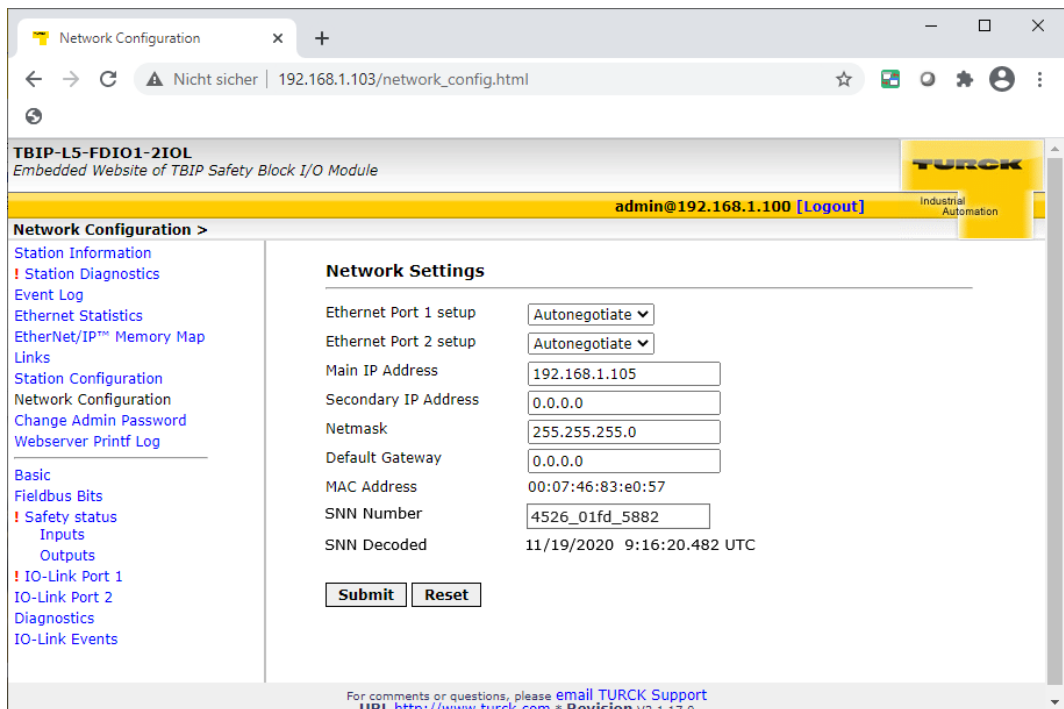 Network Configuration
Nicht sicher | 192.168.1.103/network_config.html
TBIP-L5-FDIO1-2IOL
Embedded Website of TBIP Safety Block I/O Module
TURCK
admin@192.168.1.100 [Logout]
Industrial
Automation
Network Configuration >
Station Information
! Station Diagnostics
Event Log
Ethernet Statistics
EtherNet/IP™ Memory Map
Links
Station Configuration
Network Configuration
Change Admin Password
Webserver Printf Log
Basic
Fieldbus Bits
! Safety status
Inputs
Outputs
! IO-Link Port 1
IO-Link Port 2
Diagnostics
IO-Link Events
Network Settings
Ethernet Port 1 setup Autonegotiate
Ethernet Port 2 setup Autonegotiate
Main IP Address 192.168.1.105
Secondary IP Address 0.0.0.0
Netmask 255.255.255.0
Default Gateway 0.0.0.0
MAC Address 00:07:46:83:e0:57
SNN Number 4526_01fd_5882
SNN Decoded 11/19/2020 9:16:20.482 UTC
Submit Reset
For comments or questions, please email TURCK Support
URL http://www.turck.com * Revision